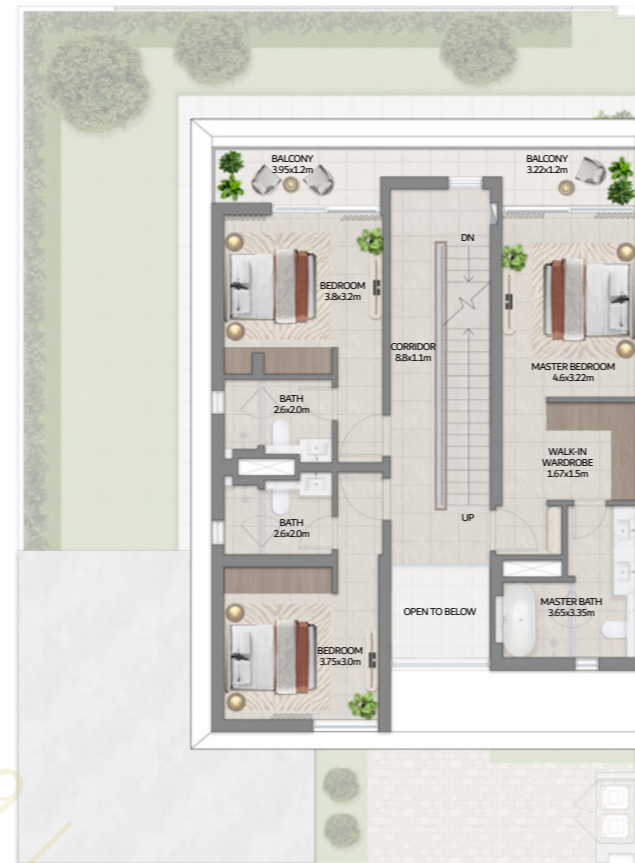 BALCONY
3.95x1.2m
BALCONY
3.22x1.2m
DN
BEDROOM
3.8x3.2m
CORRIDOR
8.8x1.1m
MASTER BEDROOM
4.6x3.22m
BATH
2.6x2.0m
WALK-IN
WARDROBE
1.67x1.5m
UP
BATH
2.6x2.0m
MASTER BATH
3.65x3.35m
OPEN TO BELOW
BEDROOM
3.75x3.0m